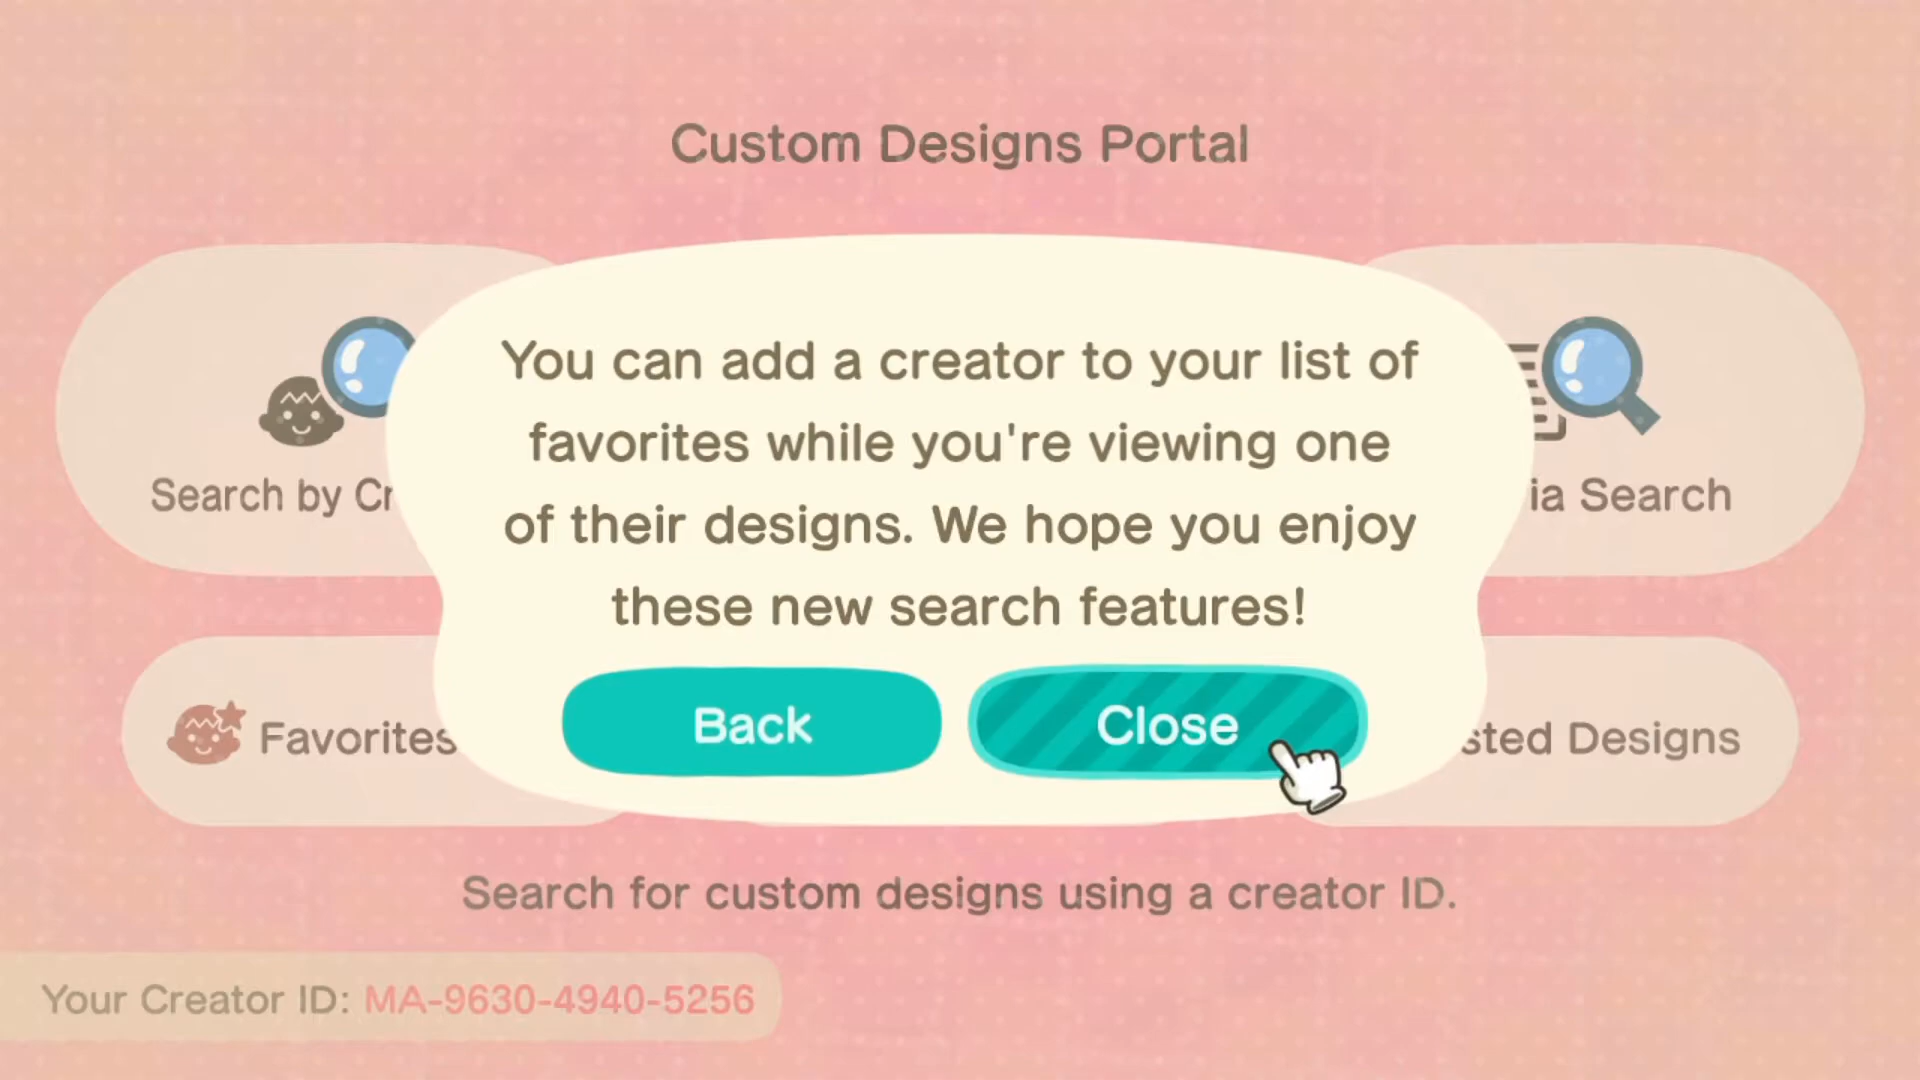 Custom Designs Portal
You can add a creator to your list of
favorites while you're viewing one
of their designs. We hope you enjoy
these new search features!
Search by Cr
ia Search
Back
Close
Favorites
sted Designs
Search for custom designs using a creator ID.
Your Creator ID: MA-9630-4940-5256